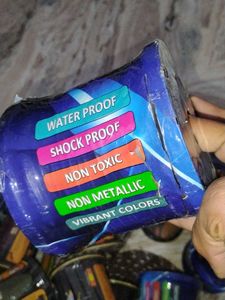 WATER PROOF
SHOCK PROOF
NON TOXIC
NON METALLIC
VIBRANT COLORS